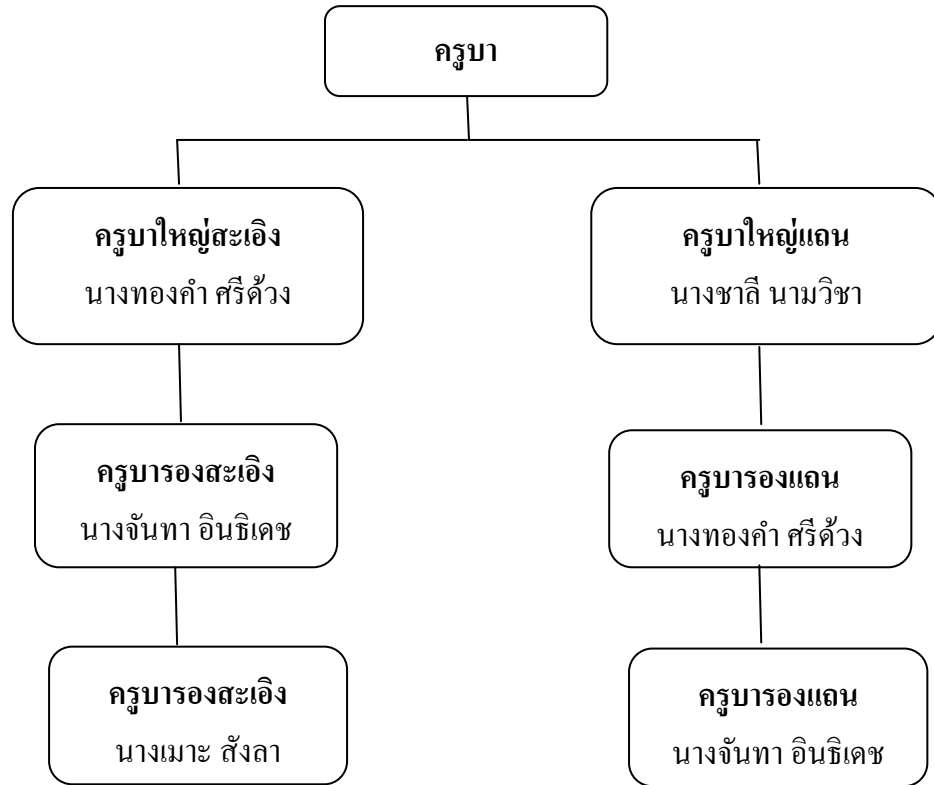 ครูบา
ครูบาใหญ่สะเอิง
นางทองคำ ศรีด้วง
ครูบาใหญ่แถน
นางชาลี นามวิชา
ครูบารองสะเอิง
นางจันทา อินธิเดช
ครูบารองแถน
นางทองคำ ศรีด้วง
ครูบารองสะเอิง
นางเมาะ สังลา
ครูบารองแถน
นางจันทา อินธิเดช